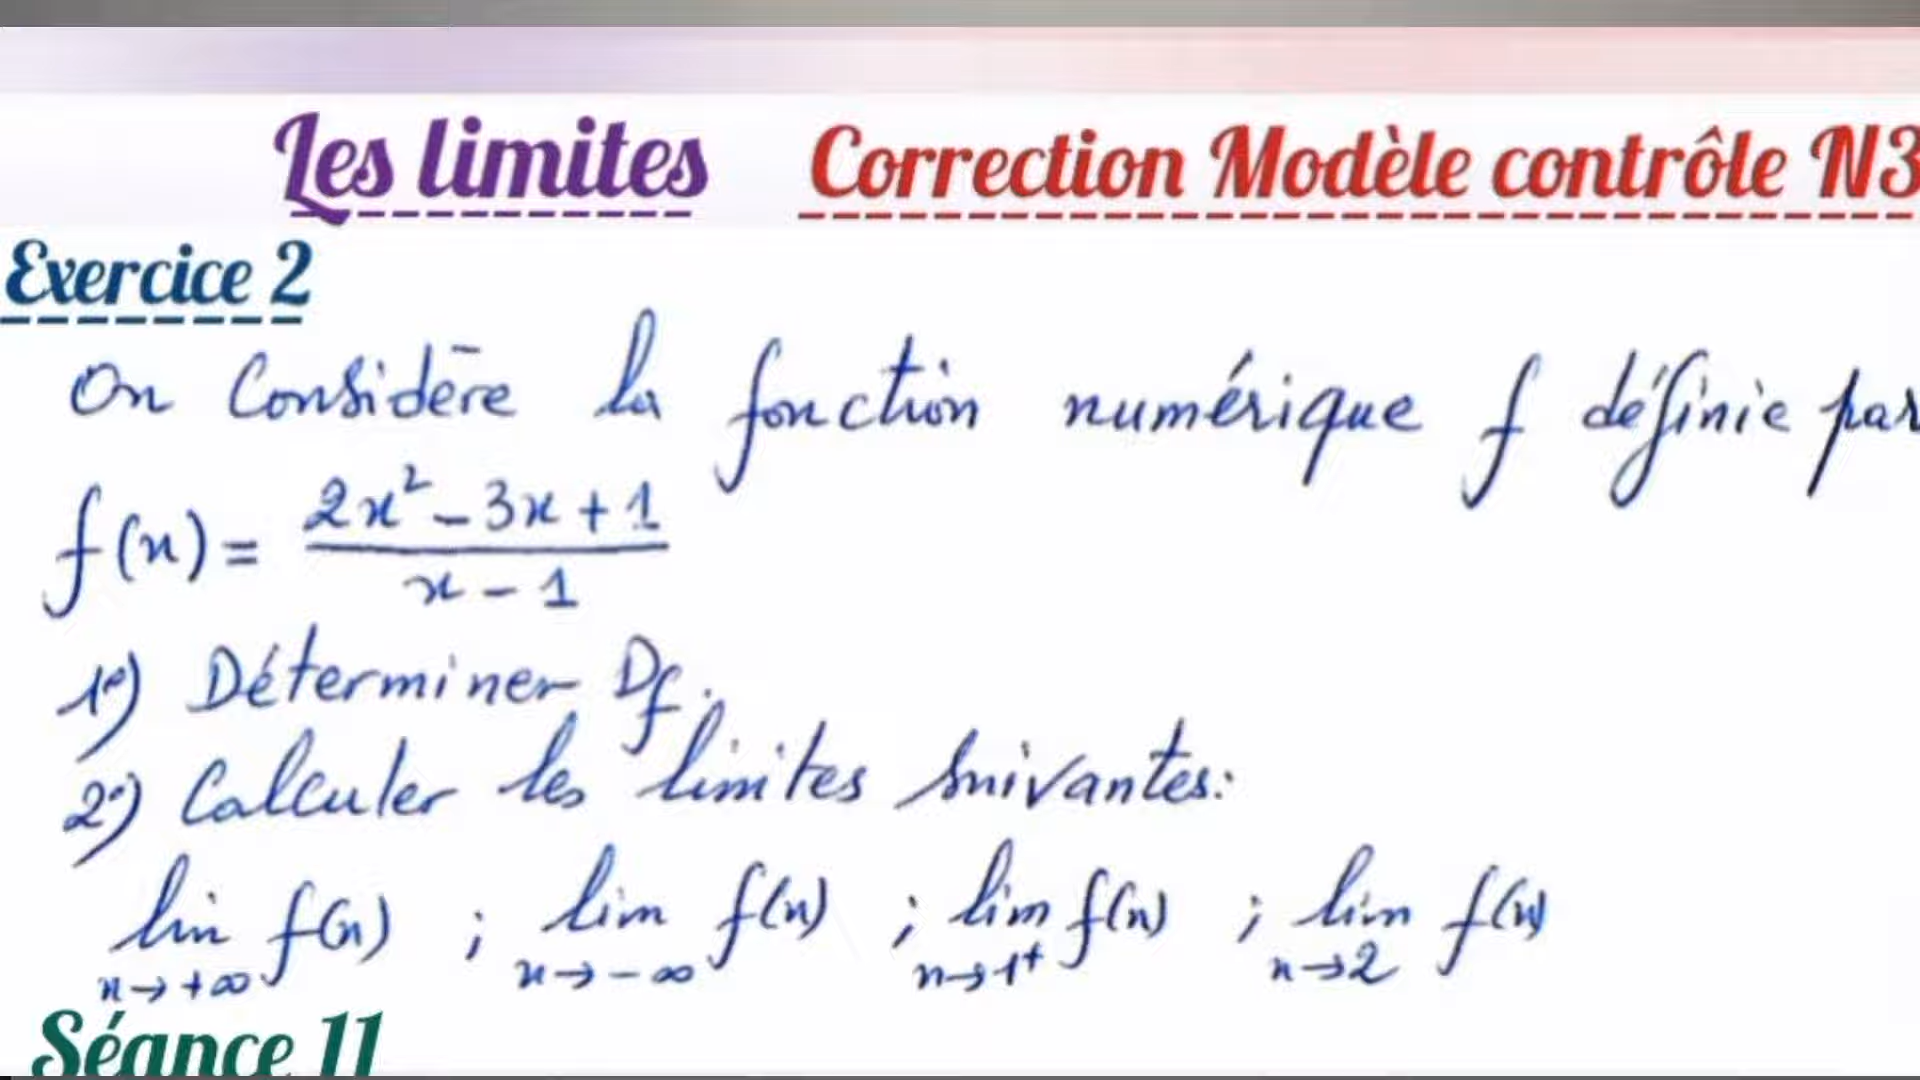 Les limites Correction Modèle contrôle N3
Exercice 2
On Considère la fonction numérique f définie par
f(x) = (2x² - 3x + 1) / (x - 1)
1°) Déterminer Df.
2°) Calculer les limites suivantes:
lim f(x) ; lim f(x) ; lim f(x) ; lim f(x)
x→+∞ x→-∞ x→1⁺ x→2
Séance 11